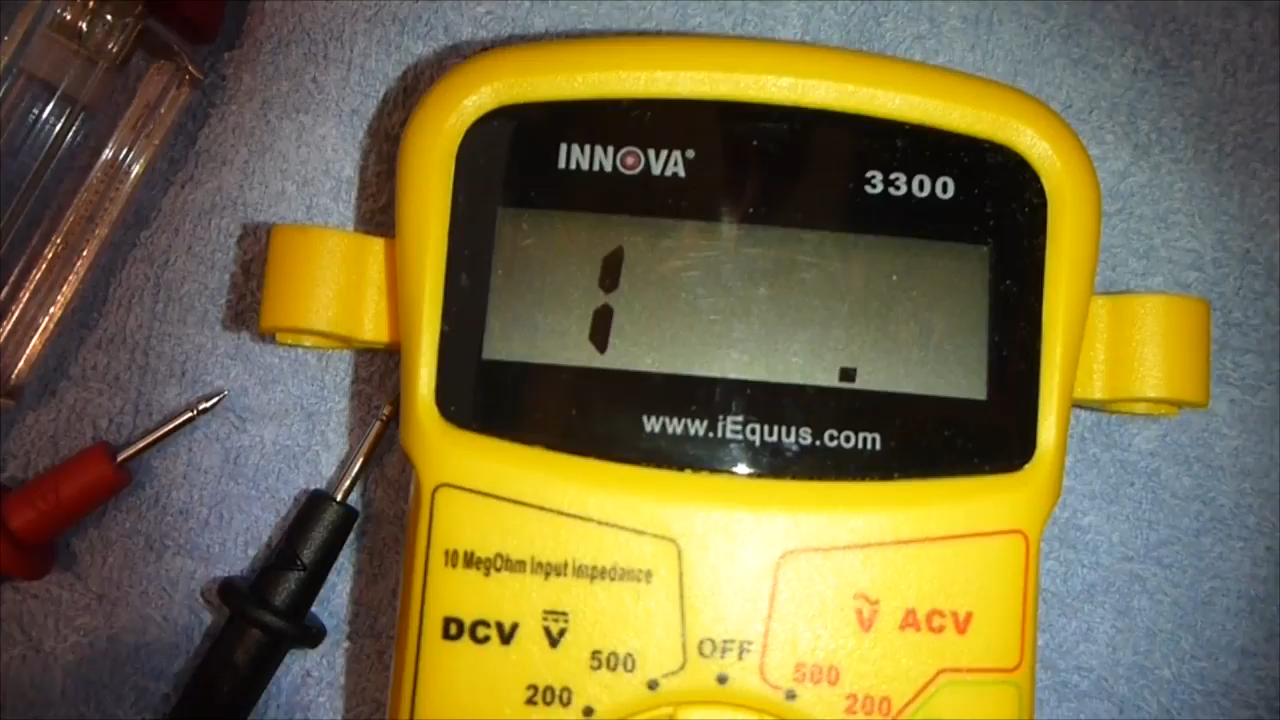 INNOVA®
3300
1 .
www.iEquus.com
10 MegOhm Input Impedance
DCV V
500
200
OFF
V ACV
500
200